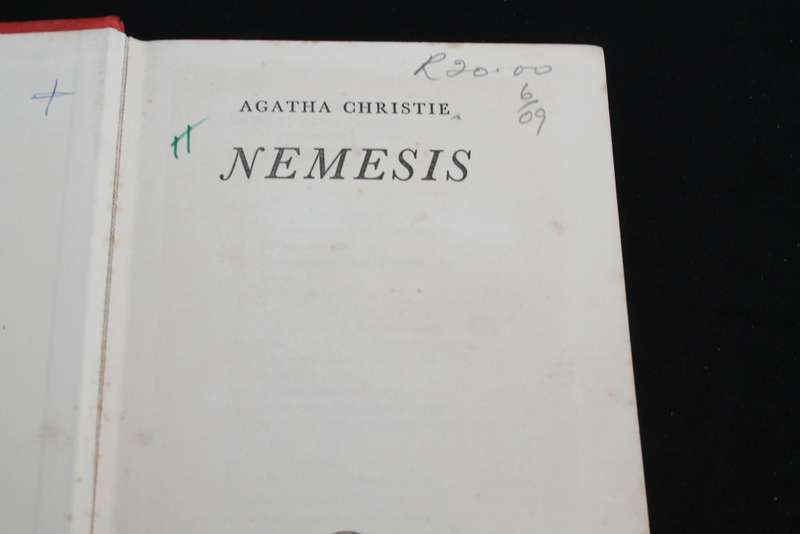 R20.00
6/09
AGATHA CHRISTIE
NEMESIS